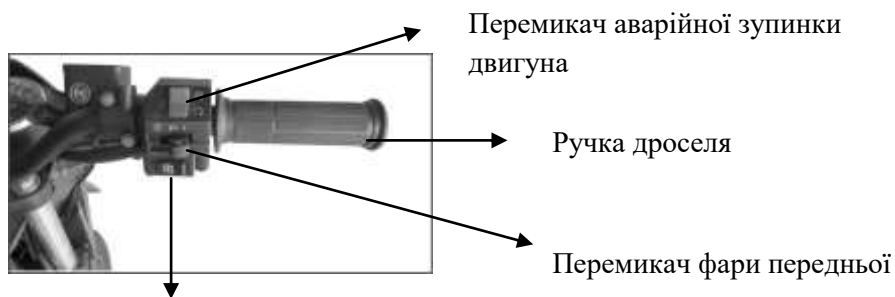 Перемикач аварійної зупинки
двигуна
Ручка дроселя
Перемикач фари передньої